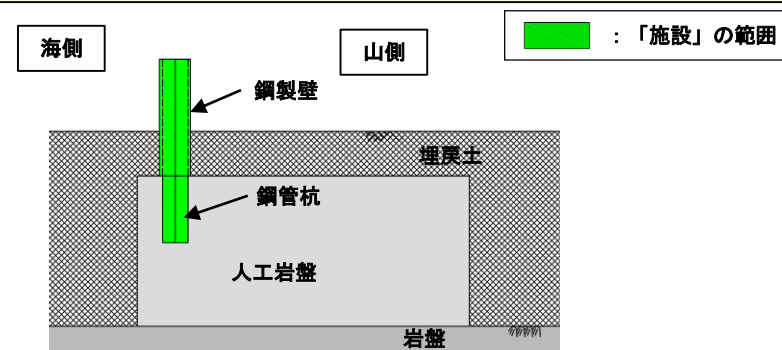 海側
山側
：「施設」の範囲
鋼製壁
埋戻土
鋼管杭
人工岩盤
岩盤